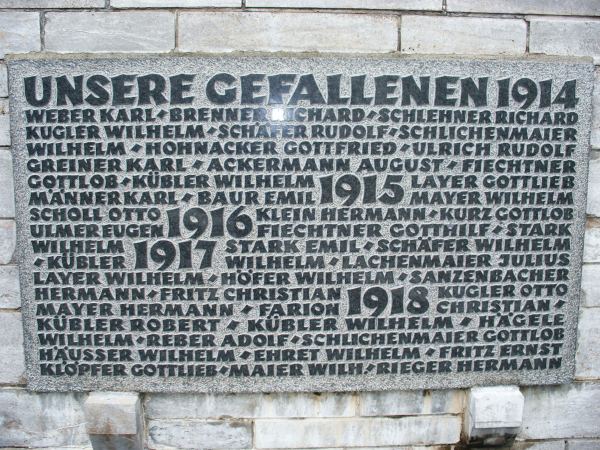 UNSERE GEFALLENEN 1914
WEBER KARL · BRENNER RICHARD · SCHLEHNER RICHARD
KUGLER WILHELM · SCHÄFER RUDOLF · SCHLICHENMAIER
WILHELM · HOHNACKER GOTTFRIED · ULRICH RUDOLF
GREINER KARL · ACKERMANN AUGUST · FIECHTNER
GOTTLOB · KÜBLER WILHELM 1915 LAYER GOTTLIEB
MÄNNER KARL · BAUR EMIL · MAYER WILHELM
SCHOLL OTTO 1916 KLEIN HERMANN · KURZ GOTTLOB
ULMER EUGEN FIECHTNER GOTTHILF · STARK
WILHELM 1917 STARK EMIL · SCHÄFER WILHELM
· KÜBLER WILHELM · LACHENMAIER JULIUS
LAYER WILHELM · HÖFER WILHELM · SANZENBACHER
HERMANN · FRITZ CHRISTIAN 1918 KUGLER OTTO
MAYER HERMANN · FARION CHRISTIAN ·
KÜBLER ROBERT · KÜBLER WILHELM · HÄGELE
WILHELM · REBER ADOLF · SCHLICHENMAIER GOTTLOB
HÄUSSER WILHELM · EHRET WILHELM · FRITZ ERNST
KLÖPFER GOTTLIEB · MAIER WILH · RIEGER HERMANN